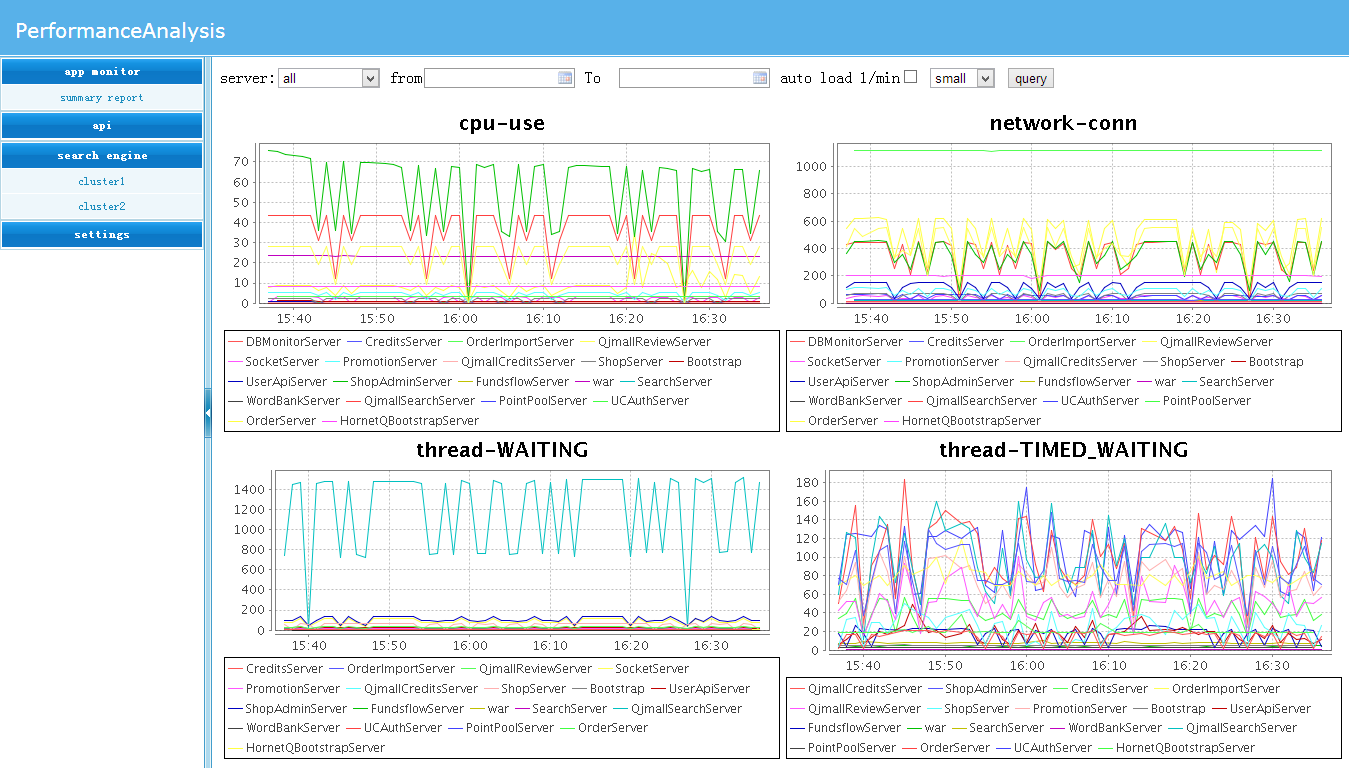 PerformanceAnalysis
app monitor
summary report
api
search engine
cluster1
cluster2
settings
server: all from To auto load 1/min small query
cpu-use
70
60
50
40
30
20
10
0
15:40 15:50 16:00 16:10 16:20 16:30
DBMonitorServer CreditsServer OrderImportServer QjmallReviewServer
SocketServer PromotionServer QjmallCreditsServer ShopServer Bootstrap
UserApiServer ShopAdminServer FundsflowServer war SearchServer
WordBankServer QjmallSearchServer PointPoolServer UCAuthServer
OrderServer HornetQBootstrapServer
network-conn
1000
800
600
400
200
0
15:40 15:50 16:00 16:10 16:20 16:30
DBMonitorServer CreditsServer OrderImportServer QjmallReviewServer
SocketServer PromotionServer QjmallCreditsServer ShopServer Bootstrap
UserApiServer ShopAdminServer FundsflowServer war SearchServer
WordBankServer QjmallSearchServer UCAuthServer PointPoolServer
OrderServer HornetQBootstrapServer
thread-WAITING
1400
1200
1000
800
600
400
200
0
15:40 15:50 16:00 16:10 16:20 16:30
CreditsServer OrderImportServer QjmallReviewServer SocketServer
PromotionServer QjmallCreditsServer ShopServer Bootstrap UserApiServer
ShopAdminServer FundsflowServer war SearchServer QjmallSearchServer
WordBankServer UCAuthServer PointPoolServer OrderServer
HornetQBootstrapServer
thread-TIMED_WAITING
180
160
140
120
100
80
60
40
20
0
15:40 15:50 16:00 16:10 16:20 16:30
QjmallCreditsServer ShopAdminServer CreditsServer OrderImportServer
QjmallReviewServer ShopServer PromotionServer Bootstrap UserApiServer
FundsflowServer war SearchServer WordBankServer QjmallSearchServer
PointPoolServer OrderServer UCAuthServer HornetQBootstrapServer